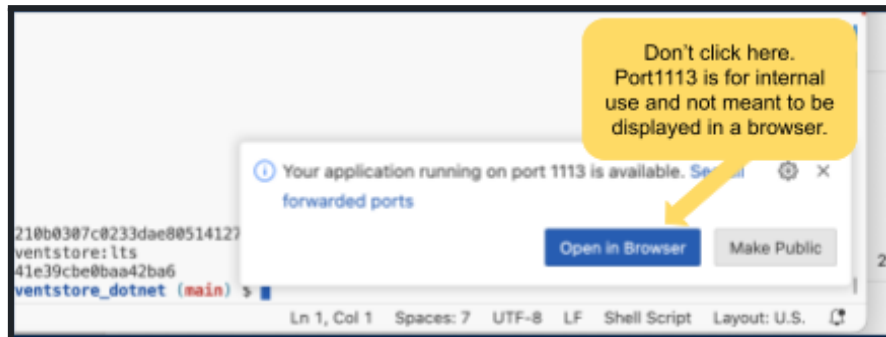 Don't click here.
Port1113 is for internal
use and not meant to be
displayed in a browser.
Your application running on port 1113 is available.
forwarded ports
Open in Browser
Make Public
210b0307c0233dae80514127
ventstore:lts
41e39cbe0baa42ba6
ventstore_dotnet (main) $
2
Ln 1, Col 1 Spaces: 7 UTF-8 LF Shell Script Layout: U.S.